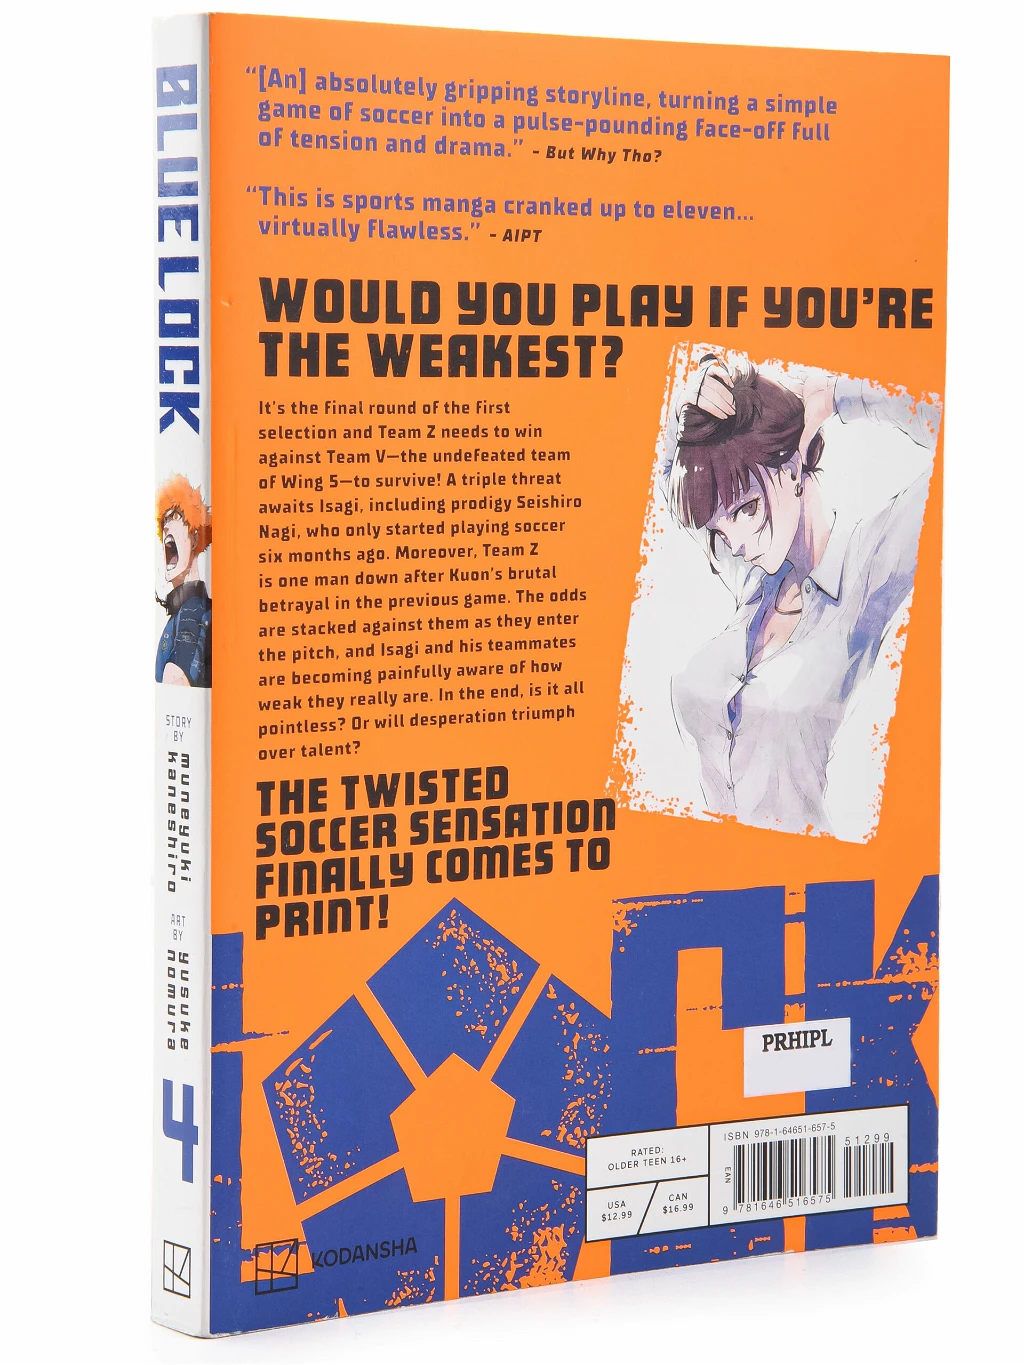 BLUE LOCK
STORY
BY
muneyuki
kaneshiro
ART
BY
yusuke
nomura
4
“[An] absolutely gripping storyline, turning a simple
game of soccer into a pulse-pounding face-off full
of tension and drama.” - But Why Tho?
“This is sports manga cranked up to eleven...
virtually flawless.” - AIPT
WOULD YOU PLAY IF YOU’RE
THE WEAKEST?
It’s the final round of the first
selection and Team Z needs to win
against Team V—the undefeated team
of Wing 5—to survive! A triple threat
awaits Isagi, including prodigy Seishiro
Nagi, who only started playing soccer
six months ago. Moreover, Team Z
is one man down after Kuon’s brutal
betrayal in the previous game. The odds
are stacked against them as they enter
the pitch, and Isagi and his teammates
are becoming painfully aware of how
weak they really are. In the end, is it all
pointless? Or will desperation triumph
over talent?
THE TWISTED
SOCCER SENSATION
FINALLY COMES TO
PRINT!
LOCK
PRHIPL
RATED:
OLDER TEEN 16+
USA
$12.99
CAN
$16.99
ISBN 978-1-64651-657-5
51299
EAN
9 781646 516575
KODANSHA